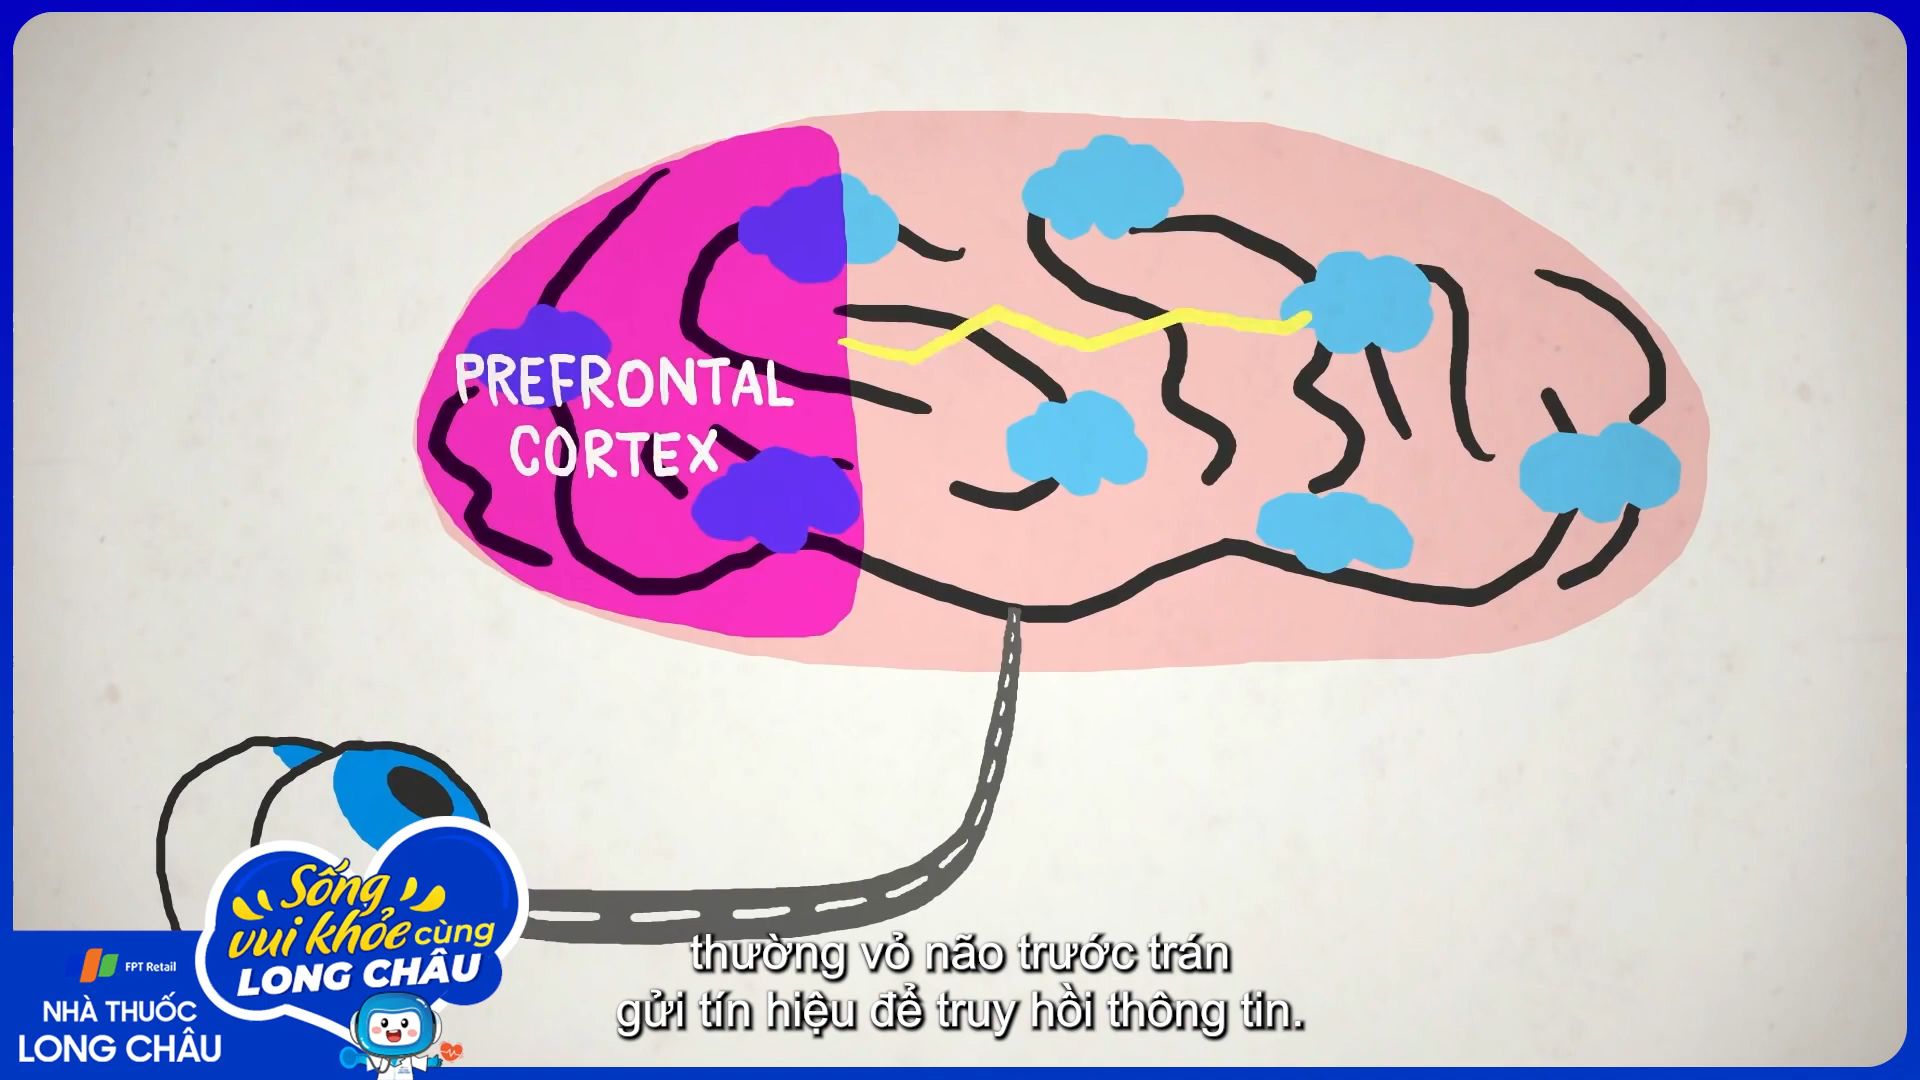 PREFRONTAL
CORTEX
Sống
vui khỏe cùng
LONG CHÂU
FPT Retail
NHÀ THUỐC
LONG CHÂU
thường vỏ não trước trán
gửi tín hiệu để truy hồi thông tin.